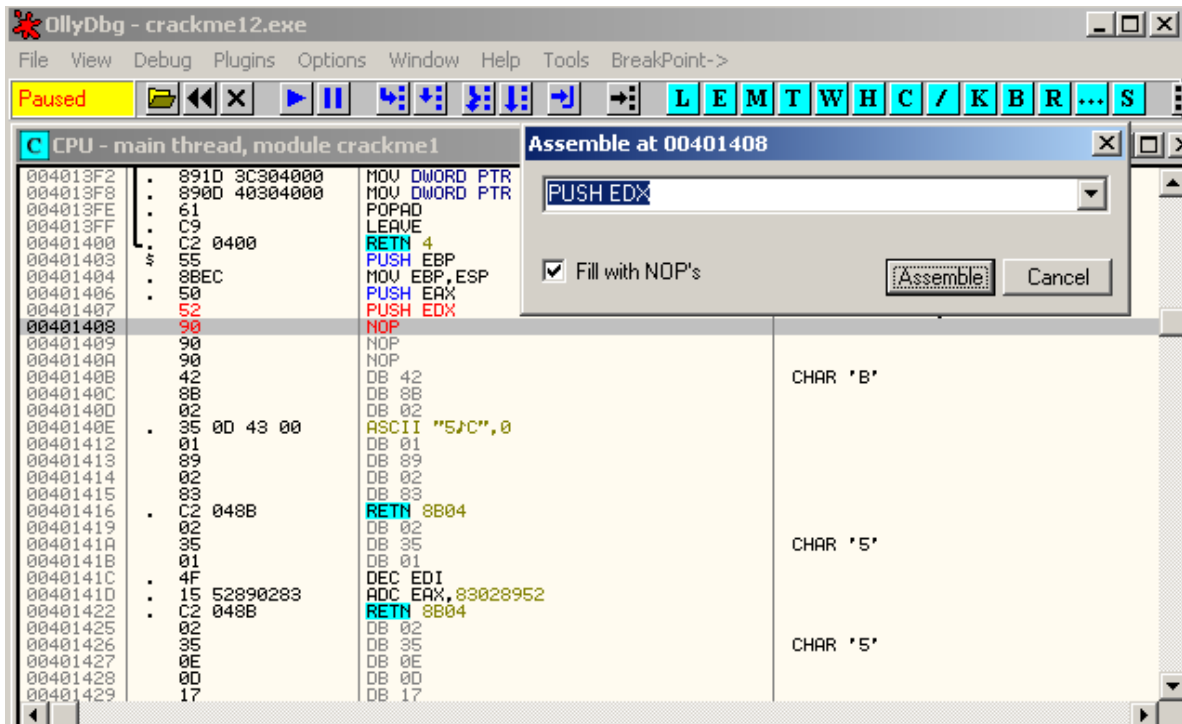 OllyDbg - crackme12.exe
File View Debug Plugins Options Window Help Tools BreakPoint->
Paused L E M T W H C / K B R ... S
C CPU - main thread, module crackme1
Assemble at 00401408
PUSH EDX
Fill with NOP's
Assemble Cancel
004013F2 . 891D 3C304000 MOV DWORD PTR
004013F8 . 890D 40304000 MOV DWORD PTR
004013FE . 61 POPAD
004013FF . C9 LEAVE
00401400 . C2 0400 RETN 4
00401403 $ 55 PUSH EBP
00401404 . 8BEC MOV EBP,ESP
00401406 . 50 PUSH EAX
00401407 52 PUSH EDX
00401408 90 NOP
00401409 90 NOP
0040140A 90 NOP
0040140B 42 DB 42 CHAR 'B'
0040140C 8B DB 8B
0040140D 02 DB 02
0040140E . 35 0D 43 00 ASCII "5♪C",0
00401412 01 DB 01
00401413 89 DB 89
00401414 02 DB 02
00401415 83 DB 83
00401416 . C2 048B RETN 8B04
00401419 02 DB 02
0040141A 35 DB 35 CHAR '5'
0040141B 01 DB 01
0040141C . 4F DEC EDI
0040141D . 15 52890283 ADC EAX,83028952
00401422 . C2 048B RETN 8B04
00401425 02 DB 02
00401426 35 DB 35 CHAR '5'
00401427 0E DB 0E
00401428 0D DB 0D
00401429 17 DB 17